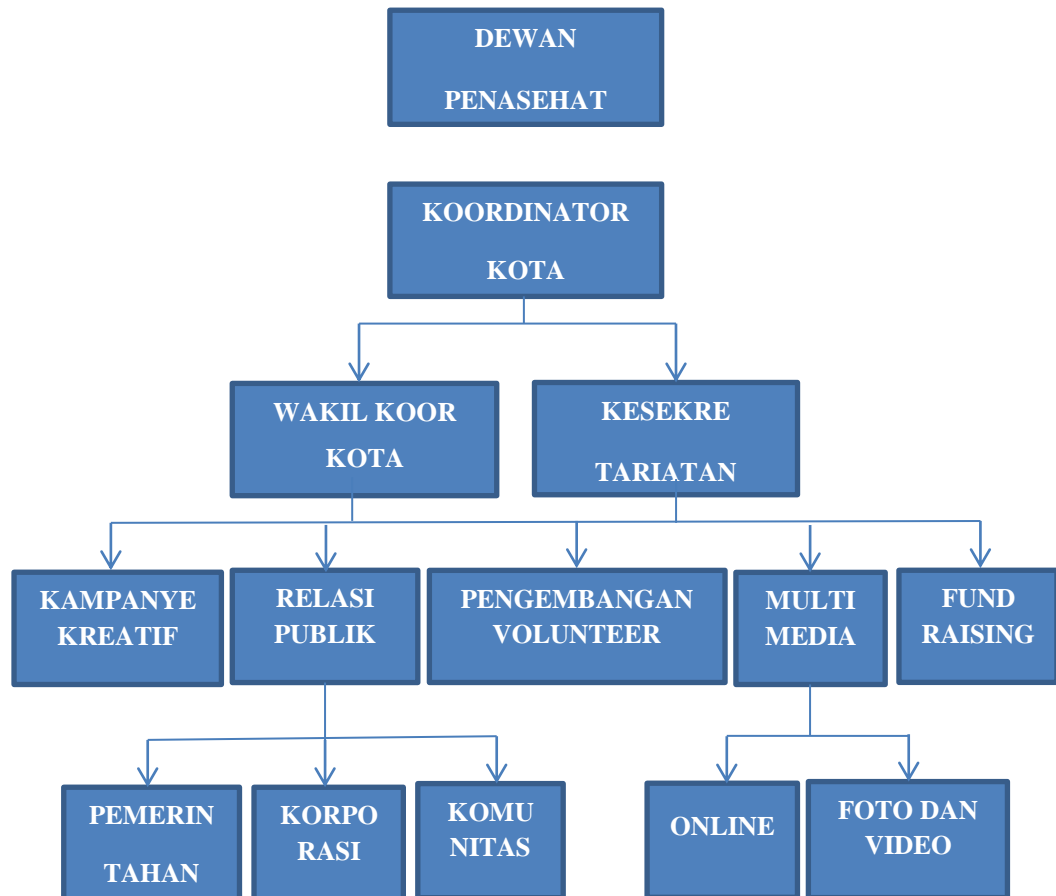 DEWAN
PENASEHAT
KOORDINATOR
KOTA
WAKIL KOOR
KOTA
KESEKRE
TARIATAN
KAMPANYE
KREATIF
RELASI
PUBLIK
PENGEMBANGAN
VOLUNTEER
MULTI
MEDIA
FUND
RAISING
PEMERIN
TAHAN
KORPO
RASI
KOMU
NITAS
ONLINE
FOTO DAN
VIDEO